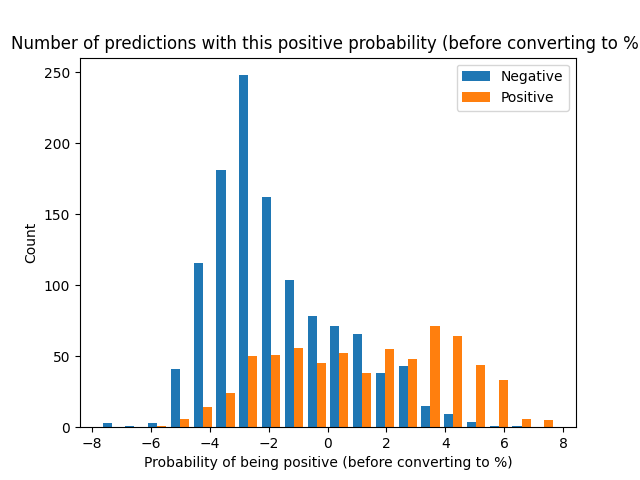 Number of predictions with this positive probability (before converting to %
Negative
Positive
250
200
150
100
50
0
Count
−8 −6 −4 −2 0 2 4 6 8
Probability of being positive (before converting to %)